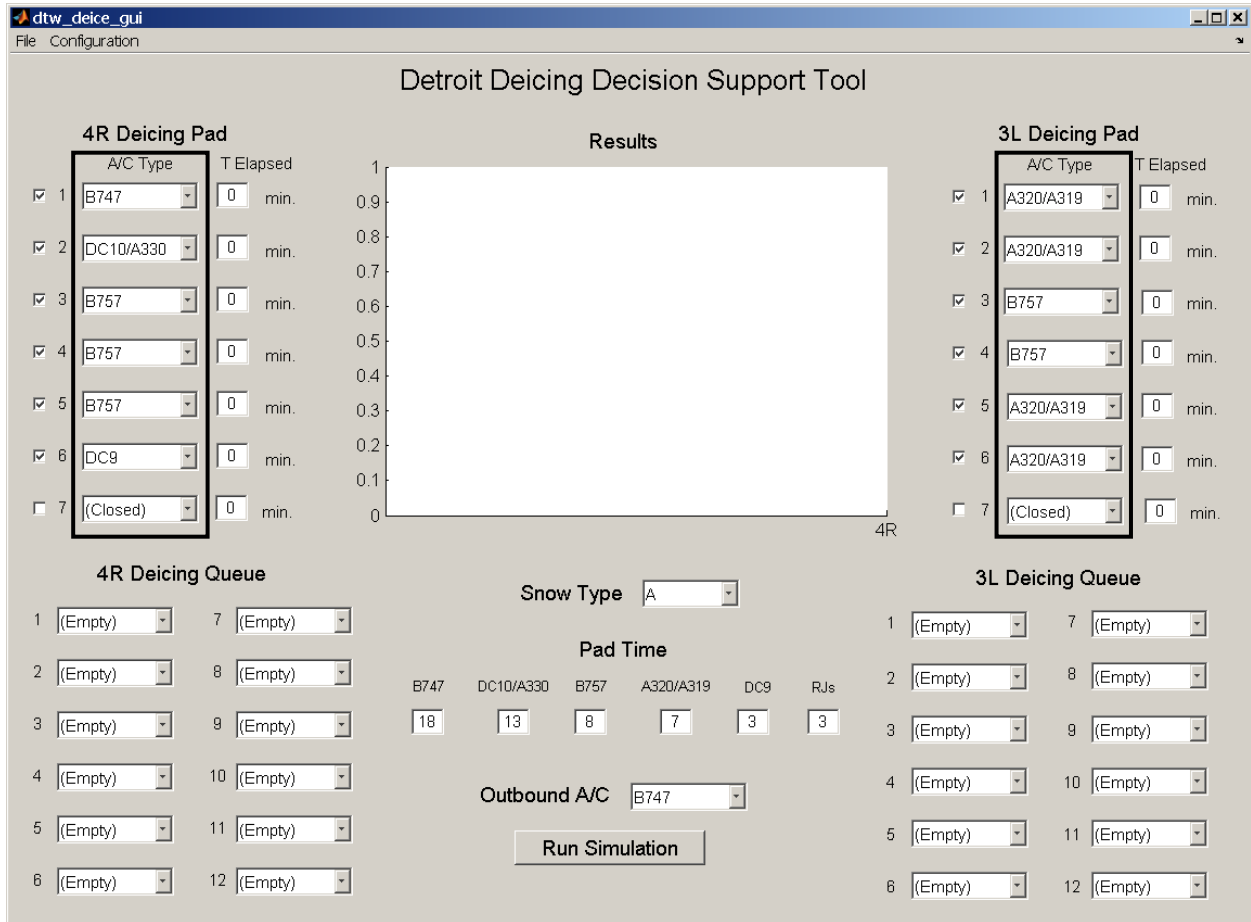 dtw_deice_gui
File Configuration
Detroit Deicing Decision Support Tool
4R Deicing Pad
A/C Type T Elapsed
1 B747 0 min.
2 DC10/A330 0 min.
3 B757 0 min.
4 B757 0 min.
5 B757 0 min.
6 DC9 0 min.
7 (Closed) 0 min.
Results
1
0.9
0.8
0.7
0.6
0.5
0.4
0.3
0.2
0.1
0
4R
3L Deicing Pad
A/C Type T Elapsed
1 A320/A319 0 min.
2 A320/A319 0 min.
3 B757 0 min.
4 B757 0 min.
5 A320/A319 0 min.
6 A320/A319 0 min.
7 (Closed) 0 min.
4R Deicing Queue
1 (Empty) 7 (Empty)
2 (Empty) 8 (Empty)
3 (Empty) 9 (Empty)
4 (Empty) 10 (Empty)
5 (Empty) 11 (Empty)
6 (Empty) 12 (Empty)
Snow Type A
Pad Time
B747 DC10/A330 B757 A320/A319 DC9 RJs
18 13 8 7 3 3
Outbound A/C B747
Run Simulation
3L Deicing Queue
1 (Empty) 7 (Empty)
2 (Empty) 8 (Empty)
3 (Empty) 9 (Empty)
4 (Empty) 10 (Empty)
5 (Empty) 11 (Empty)
6 (Empty) 12 (Empty)